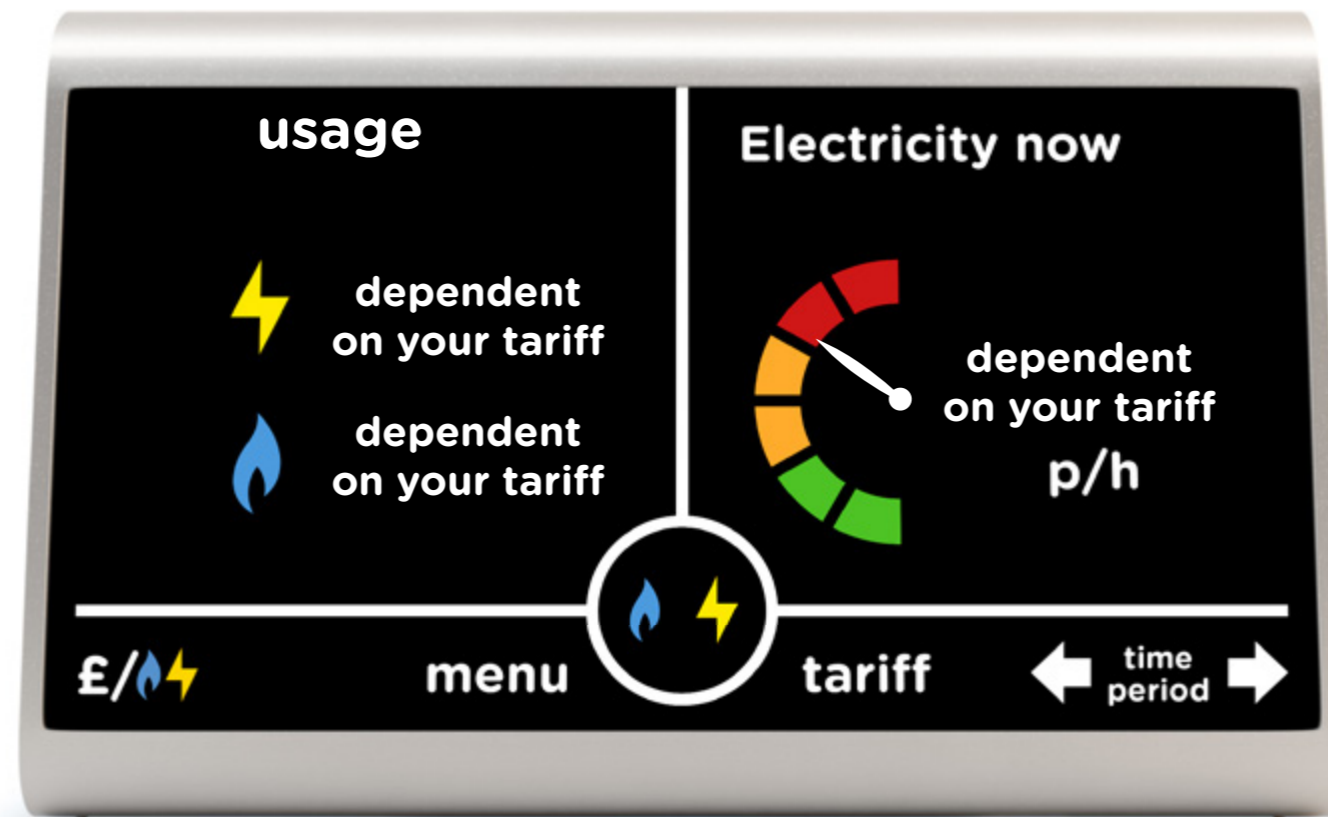 usage
dependent
on your tariff
dependent
on your tariff
Electricity now
dependent
on your tariff
p/h
£/
menu
tariff
time
period